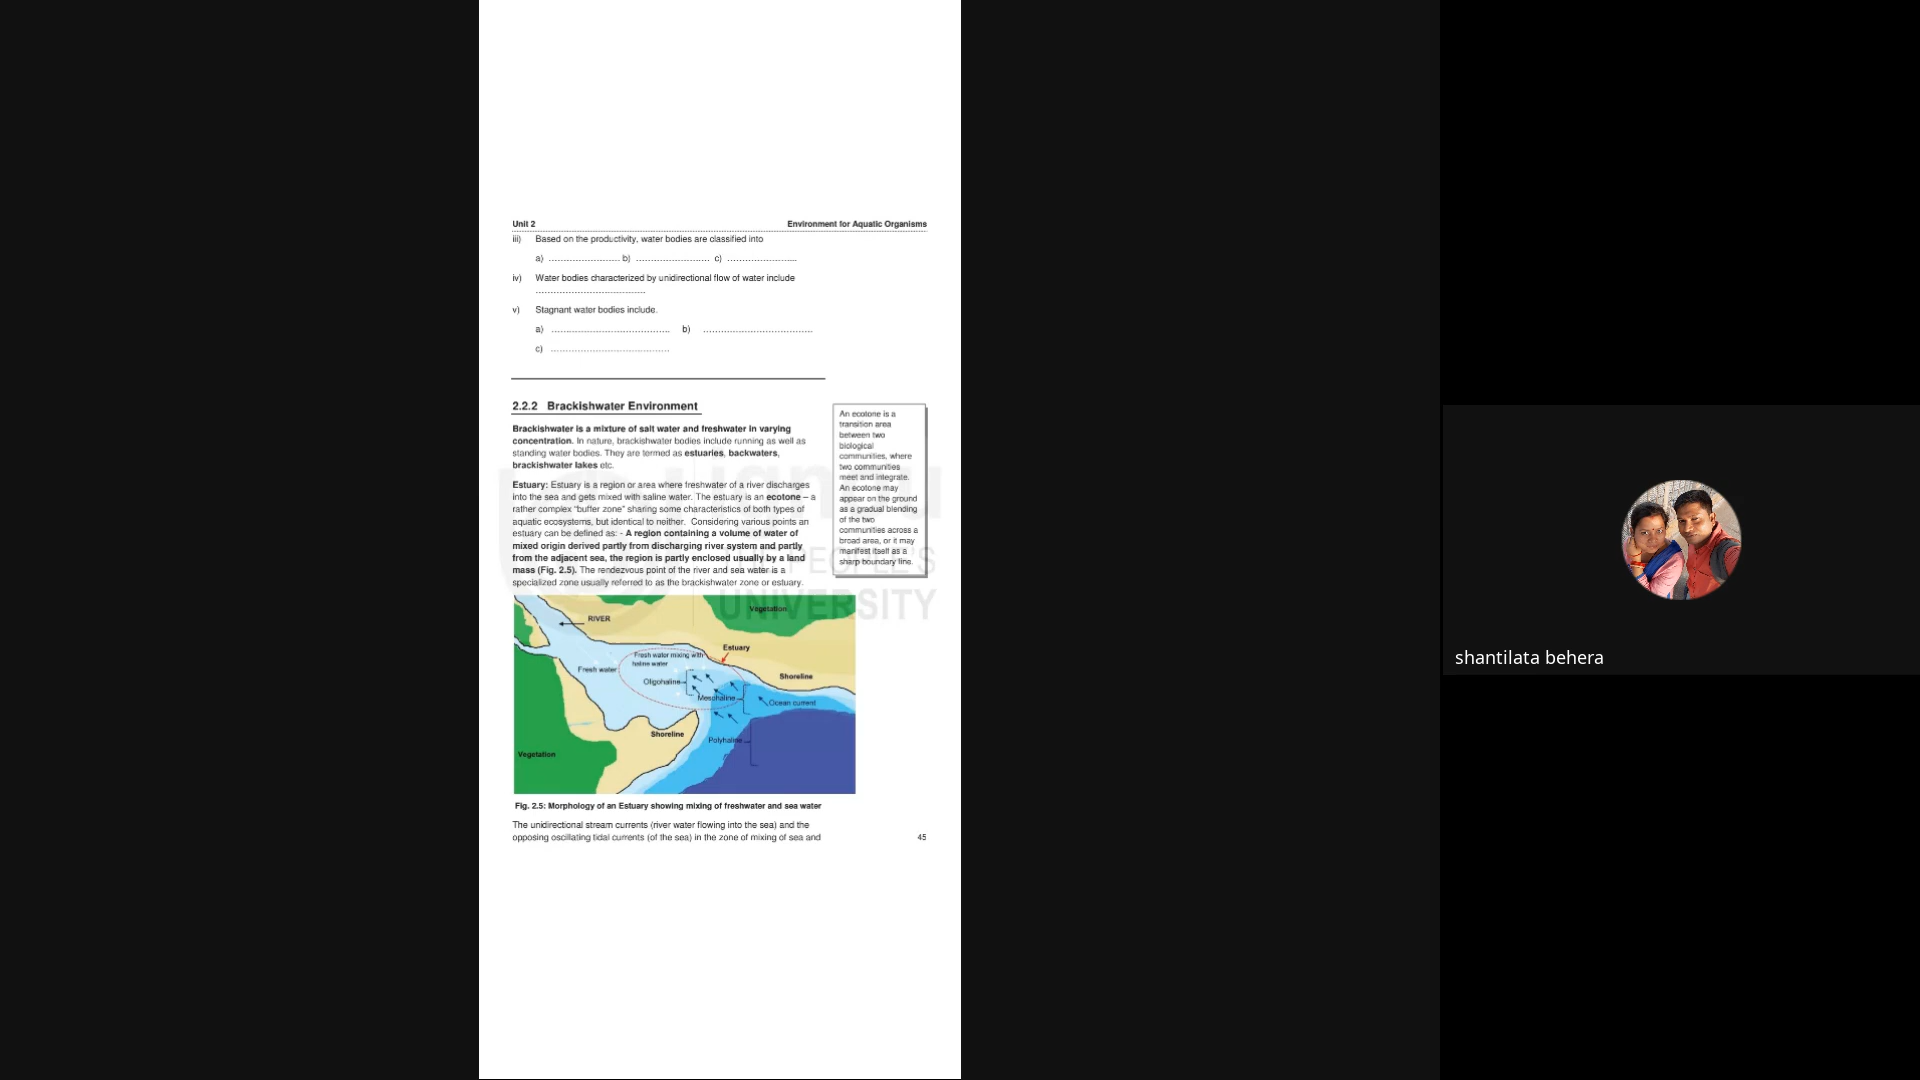 Unit 2 Environment for Aquatic Organisms
iii) Based on the productivity, water bodies are classified into
a) ........................ b) ......................... c) ........................
iv) Water bodies characterized by unidirectional flow of water include
......................................
v) Stagnant water bodies include.
a) ........................................ b) .....................................
c) ........................................
2.2.2 Brackishwater Environment
Brackishwater is a mixture of salt water and freshwater in varying
concentration. In nature, brackishwater bodies include running as well as
standing water bodies. They are termed as estuaries, backwaters,
brackishwater lakes etc.
Estuary: Estuary is a region or area where freshwater of a river discharges
into the sea and gets mixed with saline water. The estuary is an ecotone – a
rather complex “buffer zone” sharing some characteristics of both types of
aquatic ecosystems, but identical to neither. Considering various points an
estuary can be defined as: - A region containing a volume of water of
mixed origin derived partly from discharging river system and partly
from the adjacent sea, the region is partly enclosed usually by a land
mass (Fig. 2.5). The rendezvous point of the river and sea water is a
specialized zone usually referred to as the brackishwater zone or estuary.
An ecotone is a
transition area
between two
biological
communities, where
two communities
meet and integrate.
An ecotone may
appear on the ground
as a gradual blending
of the two
communities across a
broad area, or it may
manifest itself as a
sharp boundary line.
PEOPLE'S
UNIVERSITY
Vegetation
RIVER
Estuary
Fresh water mixing with
haline water
Fresh water
Oligohaline
Shoreline
Mesohaline
Ocean current
Shoreline
Polyhaline
Vegetation
Fig. 2.5: Morphology of an Estuary showing mixing of freshwater and sea water
The unidirectional stream currents (river water flowing into the sea) and the
opposing oscillating tidal currents (of the sea) in the zone of mixing of sea and
45
shantilata behera